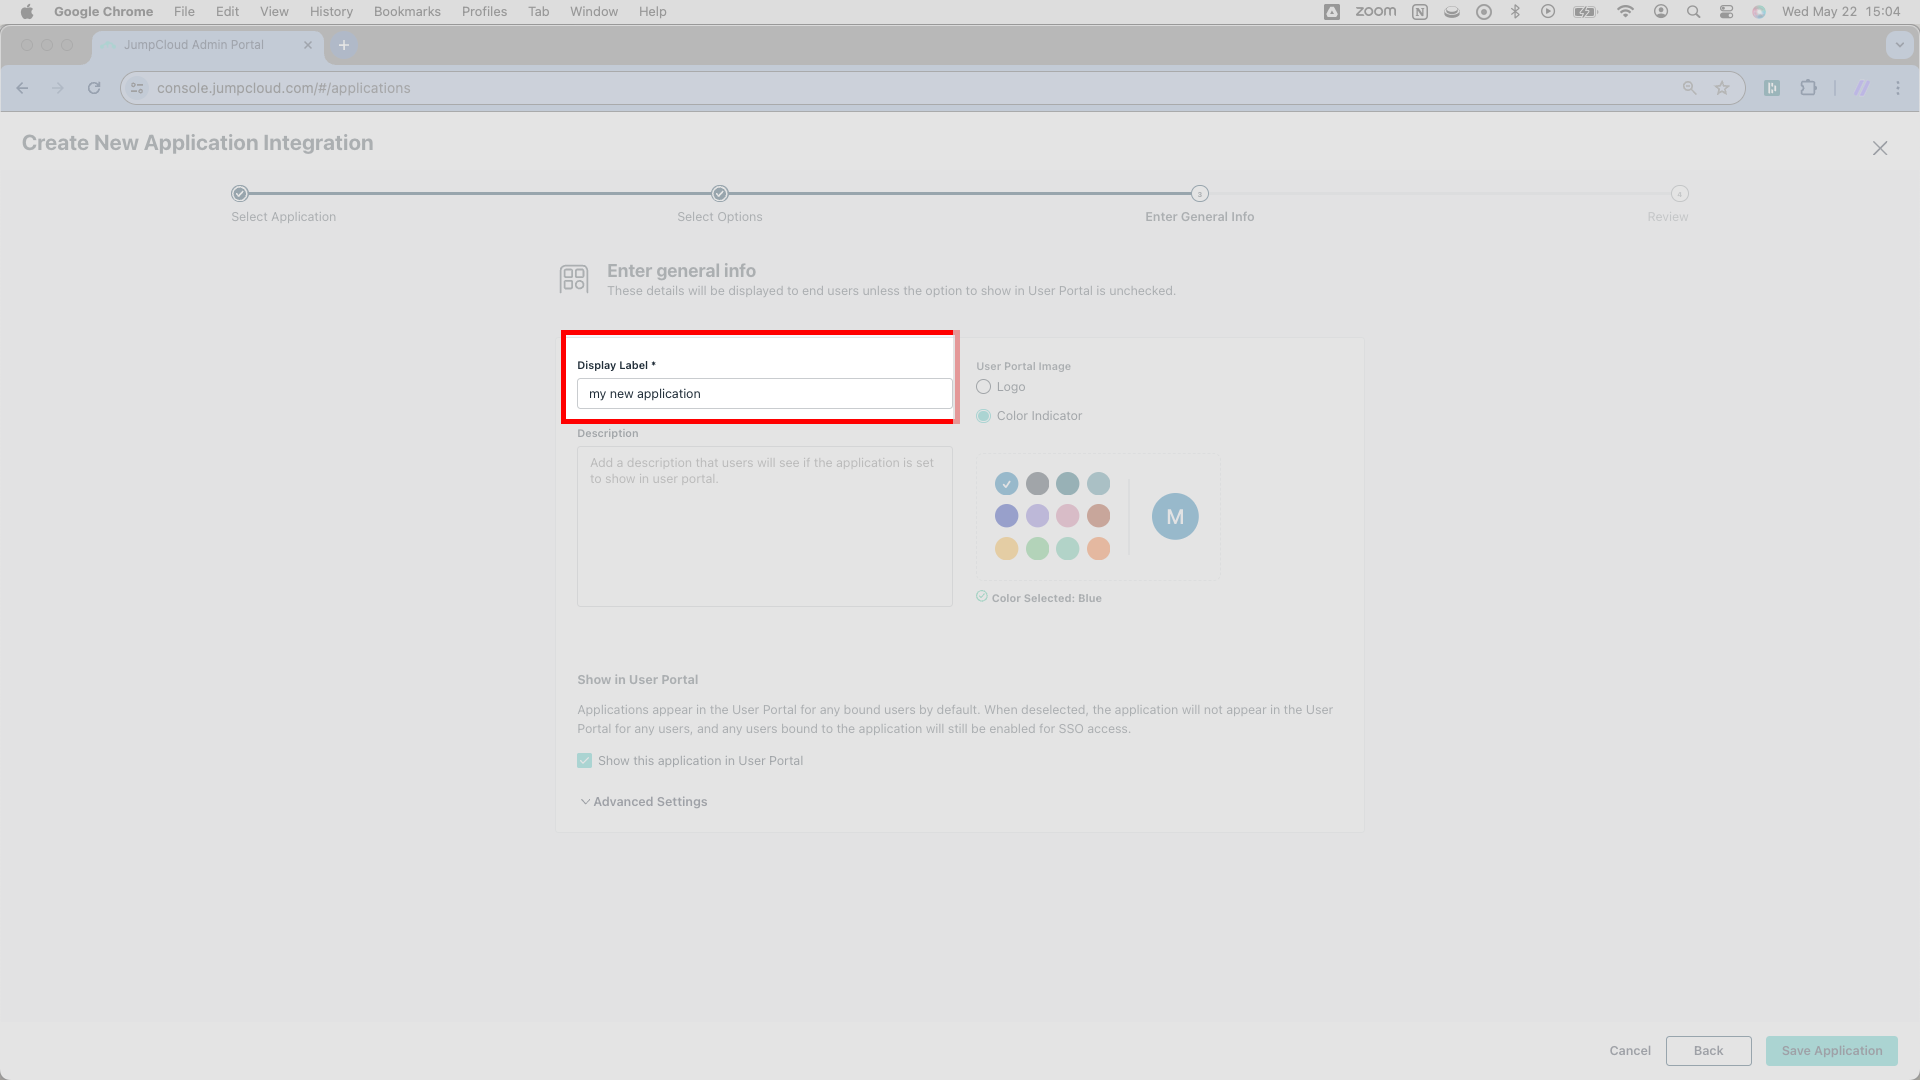 Google Chrome File Edit View History Bookmarks Profiles Tab Window Help zoom Wed May 22 15:04
JumpCloud Admin Portal
console.jumpcloud.com/#/applications
Create New Application Integration
3 4
Select Application Select Options Enter General Info Review
Enter general info
These details will be displayed to end users unless the option to show in User Portal is unchecked.
Display Label *
my new application
Description
Add a description that users will see if the application is set
to show in user portal.
User Portal Image
Logo
Color Indicator
M
Color Selected: Blue
Show in User Portal
Applications appear in the User Portal for any bound users by default. When deselected, the application will not appear in the User
Portal for any users, and any users bound to the application will still be enabled for SSO access.
Show this application in User Portal
Advanced Settings
Cancel Back Save Application